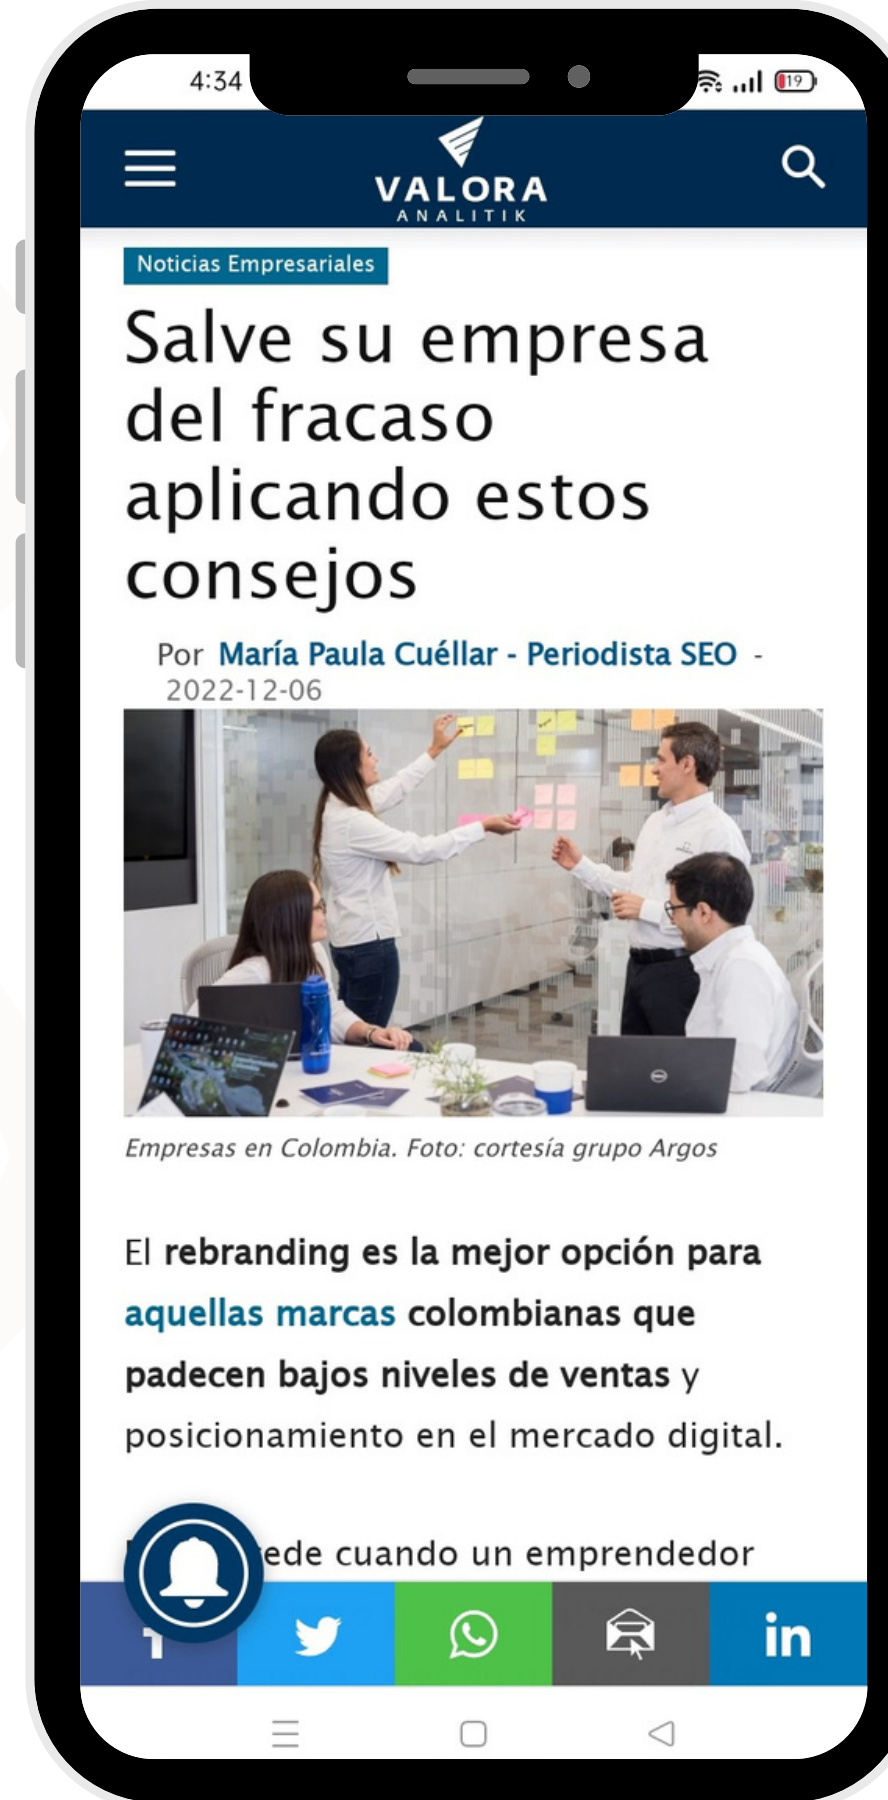 4:34
19
VALORA
ANALITIK
Noticias Empresariales
Salve su empresa
del fracaso
aplicando estos
consejos
Por María Paula Cuéllar - Periodista SEO -
2022-12-06
Empresas en Colombia. Foto: cortesía grupo Argos
El rebranding es la mejor opción para
aquellas marcas colombianas que
padecen bajos niveles de ventas y
posicionamiento en el mercado digital.
cuando un emprendedor
in